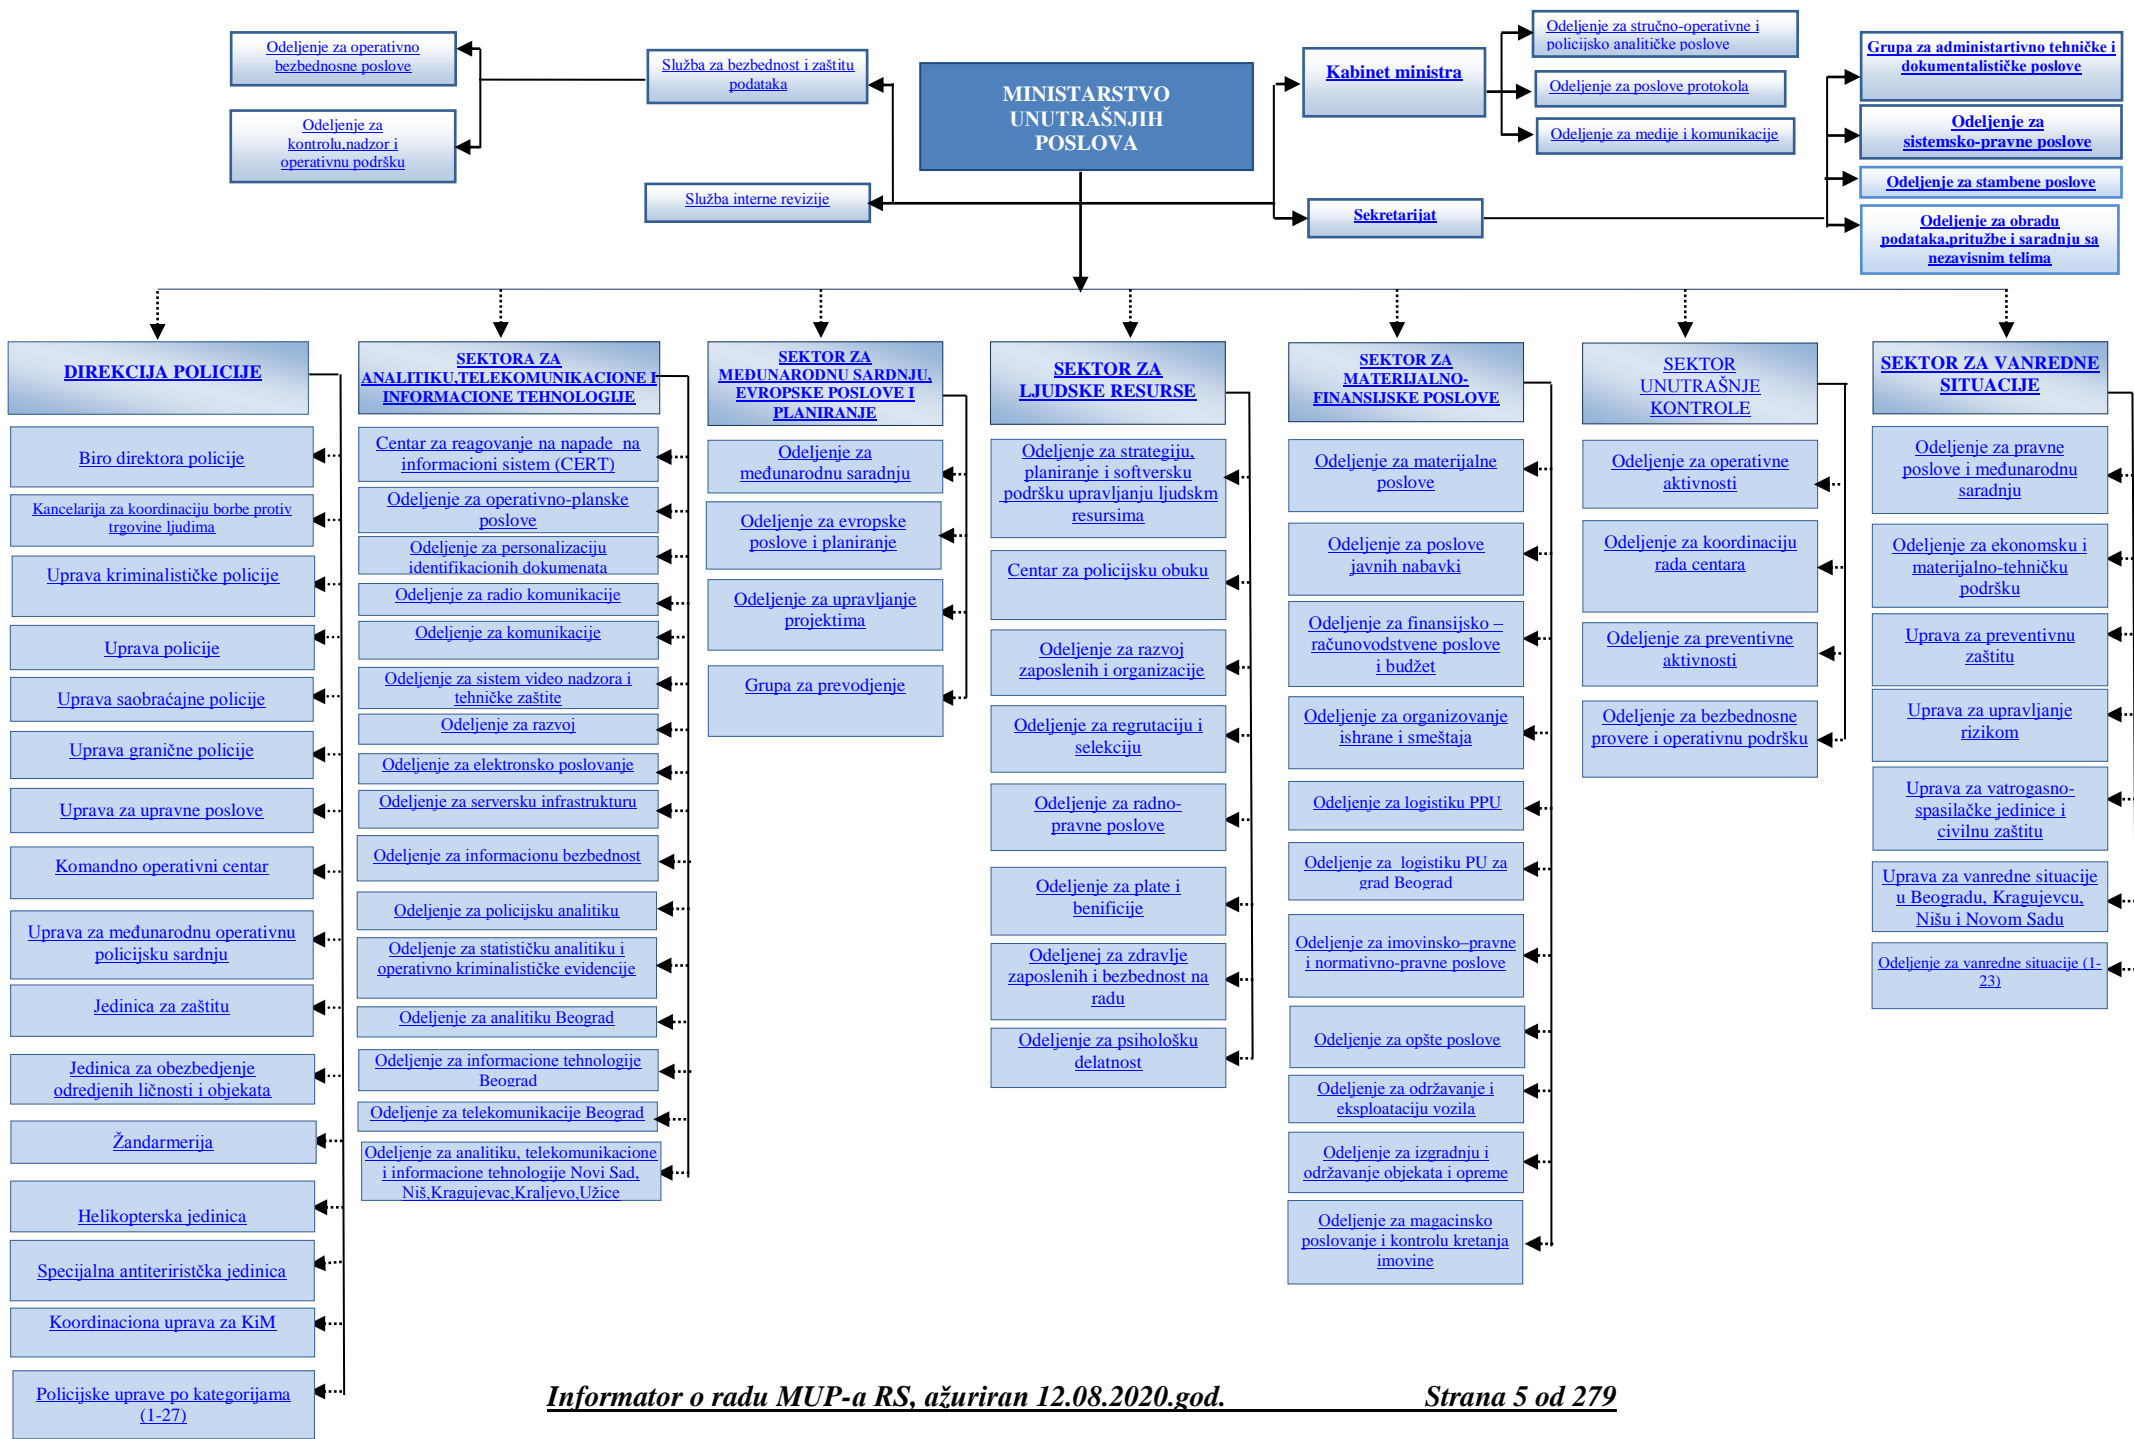 Odeljenje za operativno
bezbednosne poslove
Odeljenje za
kontrolu,nadzor i
operativnu podršku
Služba za bezbednost i zaštitu
podataka
Služba interne revizije
MINISTARSTVO
UNUTRAŠNJIH
POSLOVA
Kabinet ministra
Sekretarijat
Odeljenje za stručno-operativne i
policijsko analitičke poslove
Odeljenje za poslove protokola
Odeljenje za medije i komunikacije
Grupa za administartivno tehničke i
dokumentalističke poslove
Odeljenje za
sistemsko-pravne poslove
Odeljenje za stambene poslove
Odeljenje za obradu
podataka,pritužbe i saradnju sa
nezavisnim telima
DIREKCIJA POLICIJE
Biro direktora policije
Kancelarija za koordinaciju borbe protiv
trgovine ljudima
Uprava kriminalističke policije
Uprava policije
Uprava saobraćajne policije
Uprava granične policije
Uprava za upravne poslove
Komandno operativni centar
Uprava za međunarodnu operativnu
policijsku sardnju
Jedinica za zaštitu
Jedinica za obezbedjenje
odredjenih ličnosti i objekata
Žandarmerija
Helikopterska jedinica
Specijalna antiteriristčka jedinica
Koordinaciona uprava za KiM
Policijske uprave po kategorijama
(1-27)
SEKTORA ZA
ANALITIKU,TELEKOMUNIKACIONE I
INFORMACIONE TEHNOLOGIJE
Centar za reagovanje na napade na
informacioni sistem (CERT)
Odeljenje za operativno-planske
poslove
Odeljenje za personalizaciju
identifikacionih dokumenata
Odeljenje za radio komunikacije
Odeljenje za komunikacije
Odeljenje za sistem video nadzora i
tehničke zaštite
Odeljenje za razvoj
Odeljenje za elektronsko poslovanje
Odeljenje za serversku infrastrukturu
Odeljenje za informacionu bezbednost
Odeljenje za policijsku analitiku
Odeljenje za statističku analitiku i
operativno kriminalističke evidencije
Odeljenje za analitiku Beograd
Odeljenje za informacione tehnologije
Beograd
Odeljenje za telekomunikacije Beograd
Odeljenje za analitiku, telekomunikacione
i informacione tehnologije Novi Sad,
Niš,Kragujevac,Kraljevo,Užice
SEKTOR ZA
MEĐUNARODNU SARDNJU,
EVROPSKE POSLOVE I
PLANIRANJE
Odeljenje za
međunarodnu saradnju
Odeljenje za evropske
poslove i planiranje
Odeljenje za upravljanje
projektima
Grupa za prevodjenje
SEKTOR ZA
LJUDSKE RESURSE
Odeljenje za strategiju,
planiranje i softversku
podršku upravljanju ljudskm
resursima
Centar za policijsku obuku
Odeljenje za razvoj
zaposlenih i organizacije
Odeljenje za regrutaciju i
selekciju
Odeljenje za radno-
pravne poslove
Odeljenje za plate i
benificije
Odeljenej za zdravlje
zaposlenih i bezbednost na
radu
Odeljenje za psihološku
delatnost
SEKTOR ZA
MATERIJALNO-
FINANSIJSKE POSLOVE
Odeljenje za materijalne
poslove
Odeljenje za poslove
javnih nabavki
Odeljenje za finansijsko –
računovodstvene poslove
i budžet
Odeljenje za organizovanje
ishrane i smeštaja
Odeljenje za logistiku PPU
Odeljenje za logistiku PU za
grad Beograd
Odeljenje za imovinsko–pravne
i normativno-pravne poslove
Odeljenje za opšte poslove
Odeljenje za održavanje i
eksploataciju vozila
Odeljenje za izgradnju i
održavanje objekata i opreme
Odeljenje za magacinsko
poslovanje i kontrolu kretanja
imovine
SEKTOR
UNUTRAŠNJE
KONTROLE
Odeljenje za operativne
aktivnosti
Odeljenje za koordinaciju
rada centara
Odeljenje za preventivne
aktivnosti
Odeljenje za bezbednosne
provere i operativnu podršku
SEKTOR ZA VANREDNE
SITUACIJE
Odeljenje za pravne
poslove i međunarodnu
saradnju
Odeljenje za ekonomsku i
materijalno-tehničku
podršku
Uprava za preventivnu
zaštitu
Uprava za upravljanje
rizikom
Uprava za vatrogasno-
spasilačke jedinice i
civilnu zaštitu
Uprava za vanredne situacije
u Beogradu, Kragujevcu,
Nišu i Novom Sadu
Odeljenje za vanredne situacije (1-
23)
Informator o radu MUP-a RS, ažuriran 12.08.2020.god. Strana 5 od 279